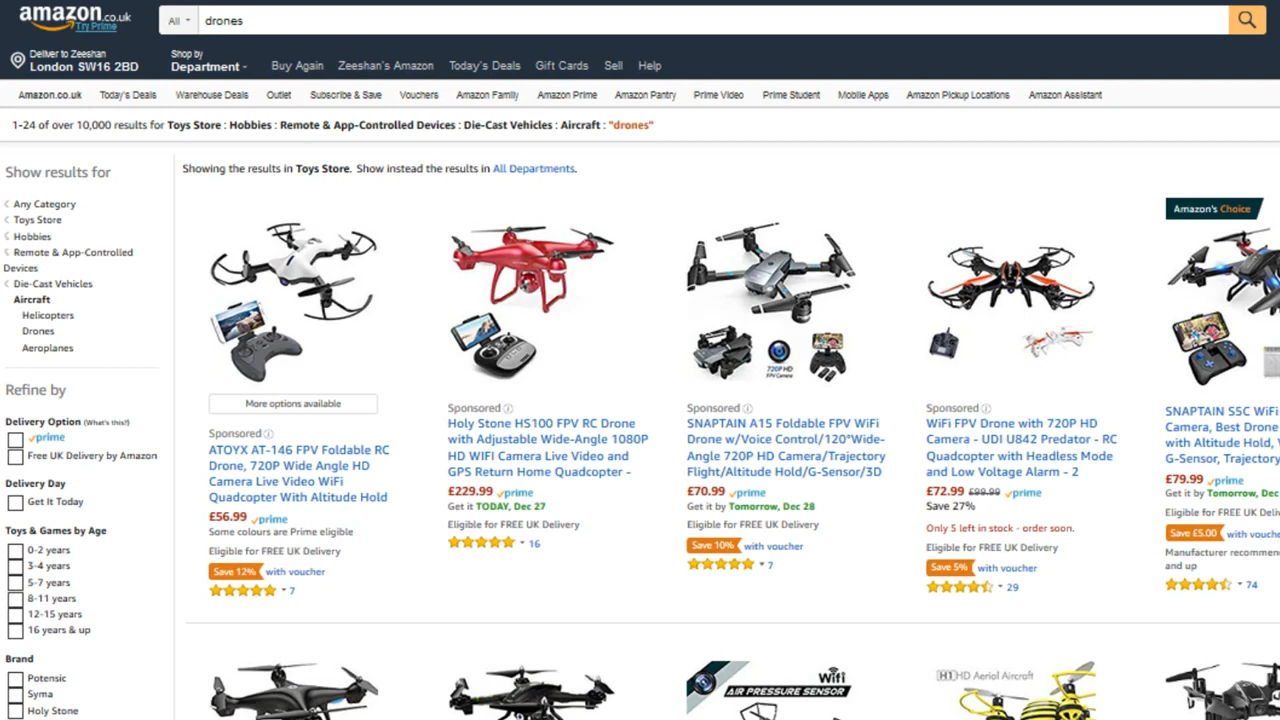 amazon.co.uk
Try Prime
All
drones
Deliver to Zeeshan
London SW16 2BD
Shop by
Department
Buy Again
Zeeshan's Amazon
Today's Deals
Gift Cards
Sell
Help
Amazon.co.uk
Today's Deals
Warehouse Deals
Outlet
Subscribe & Save
Vouchers
Amazon Family
Amazon Prime
Amazon Pantry
Prime Video
Prime Student
Mobile Apps
Amazon Pickup Locations
Amazon Assistant
1-24 of over 10,000 results for Toys Store : Hobbies : Remote & App-Controlled Devices : Die-Cast Vehicles : Aircraft : "drones"
Show results for
Any Category
Toys Store
Hobbies
Remote & App-Controlled
Devices
Die-Cast Vehicles
Aircraft
Helicopters
Drones
Aeroplanes
Refine by
Delivery Option (What's this?)
prime
Free UK Delivery by Amazon
Delivery Day
Get It Today
Toys & Games by Age
0-2 years
3-4 years
5-7 years
8-11 years
12-15 years
16 years & up
Brand
Potensic
Syma
Holy Stone
Showing the results in Toys Store. Show instead the results in All Departments.
More options available
Sponsored
ATOYX AT-146 FPV Foldable RC
Drone, 720P Wide Angle HD
Camera Live Video WiFi
Quadcopter With Altitude Hold
£56.99 prime
Some colours are Prime eligible
Eligible for FREE UK Delivery
Save 12% with voucher
7
Sponsored
Holy Stone HS100 FPV RC Drone
with Adjustable Wide-Angle 1080P
HD WIFI Camera Live Video and
GPS Return Home Quadcopter -
£229.99 prime
Get it TODAY, Dec 27
Eligible for FREE UK Delivery
16
720P HD
FPV Camera
Sponsored
SNAPTAIN A15 Foldable FPV WiFi
Drone w/Voice Control/120°Wide-
Angle 720P HD Camera/Trajectory
Flight/Altitude Hold/G-Sensor/3D
£70.99 prime
Get it by Tomorrow, Dec 28
Eligible for FREE UK Delivery
Save 10% with voucher
7
Sponsored
WiFi FPV Drone with 720P HD
Camera - UDI U842 Predator - RC
Quadcopter with Headless Mode
and Low Voltage Alarm - 2
£72.99 £99.99 prime
Save 27%
Only 5 left in stock - order soon.
Eligible for FREE UK Delivery
Save 5% with voucher
29
Amazon's Choice
SNAPTAIN S5C WiFi
Camera, Best Drone
with Altitude Hold,
G-Sensor, Trajectory
£79.99 prime
Get it by Tomorrow, Dec
Eligible for FREE UK
Save £5.00 with vouche
Manufacturer recommen
and up
74
Wifi
AIR PRESSURE SENSOR
H1 HD Aerial Aircraft